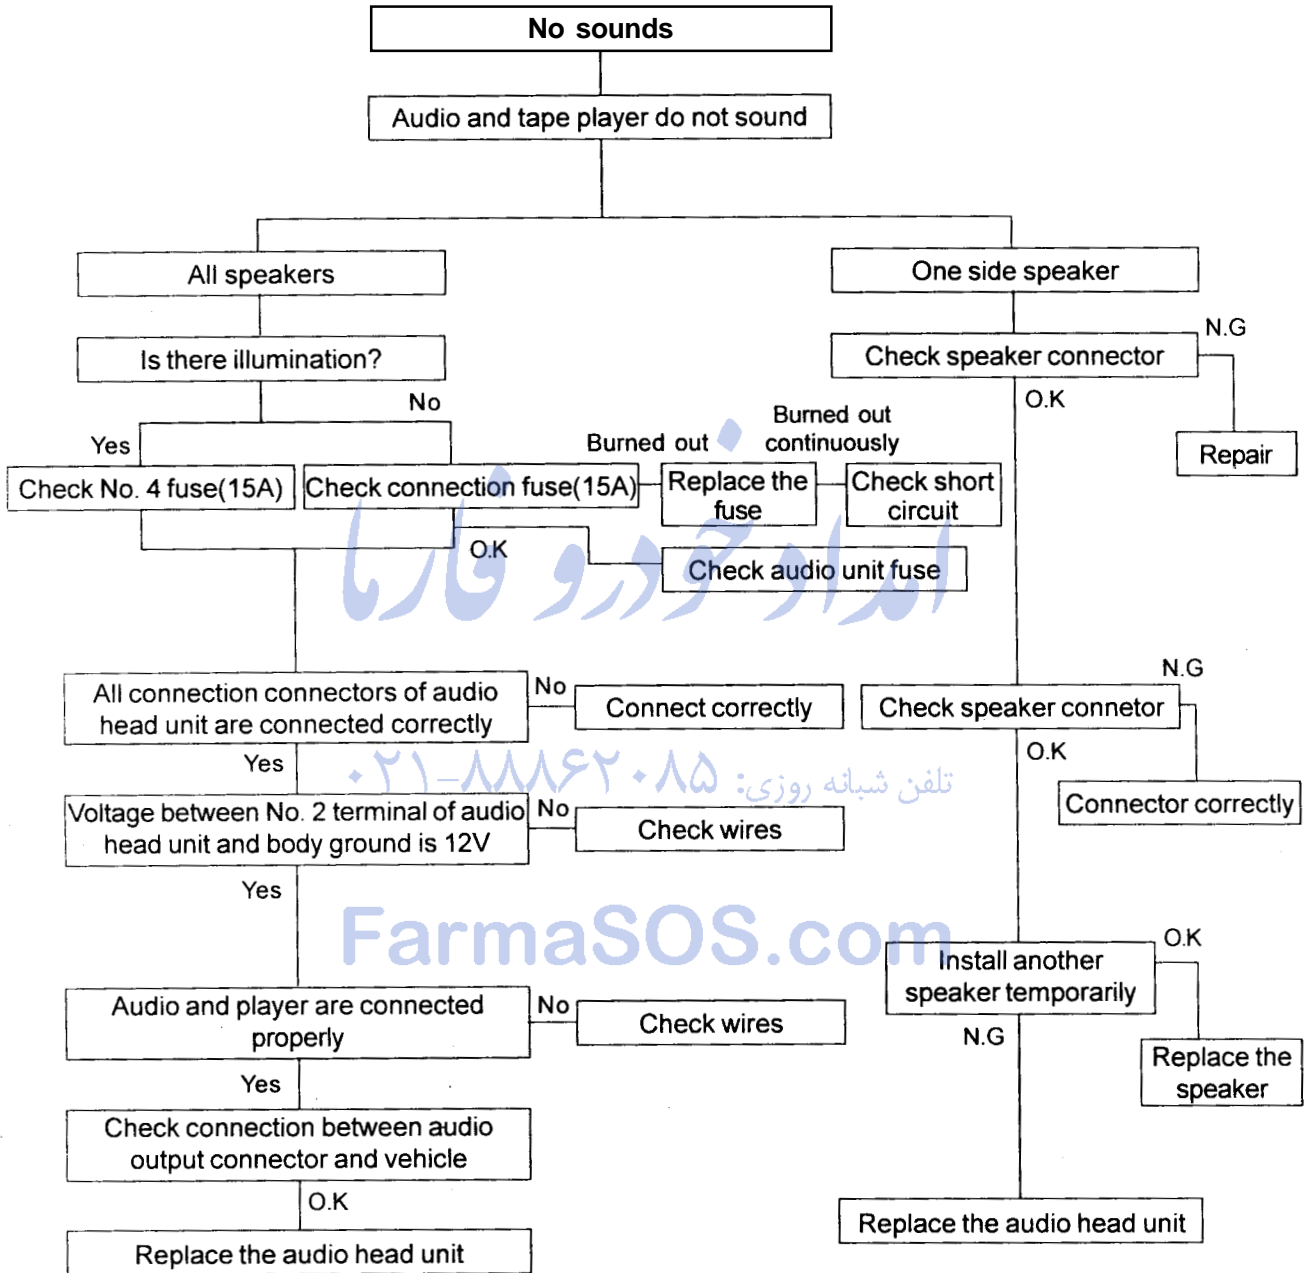 No sounds
Audio and tape player do not sound
All speakers
One side speaker
Is there illumination?
N.G
Check speaker connector
No
O.K
Yes
Burned out
Burned out
continuously
Repair
Check No. 4 fuse(15A)
Check connection fuse(15A)
Replace the
fuse
Check short
circuit
O.K
Check audio unit fuse
امداد خودرو فارما
All connection connectors of audio
head unit are connected correctly
No
Connect correctly
N.G
Check speaker connetor
Yes
O.K
تلفن شبانه روزی: ۰۲۱-۸۸۸۶۲۰۸۵
Connector correctly
Voltage between No. 2 terminal of audio
head unit and body ground is 12V
No
Check wires
Yes
FarmaSOS.com
O.K
Install another
speaker temporarily
N.G
Replace the
speaker
Audio and player are connected
properly
No
Check wires
Yes
Check connection between audio
output connector and vehicle
O.K
Replace the audio head unit
Replace the audio head unit